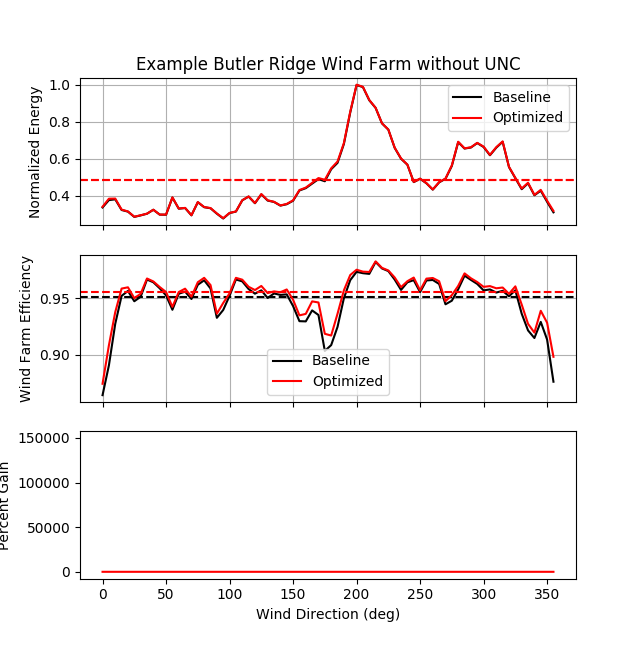 Example Butler Ridge Wind Farm without UNC
Normalized Energy
1.0
0.8
0.6
0.4
Baseline
Optimized
Wind Farm Efficiency
0.95
0.90
Baseline
Optimized
Percent Gain
150000
100000
50000
0
0 50 100 150 200 250 300 350
Wind Direction (deg)